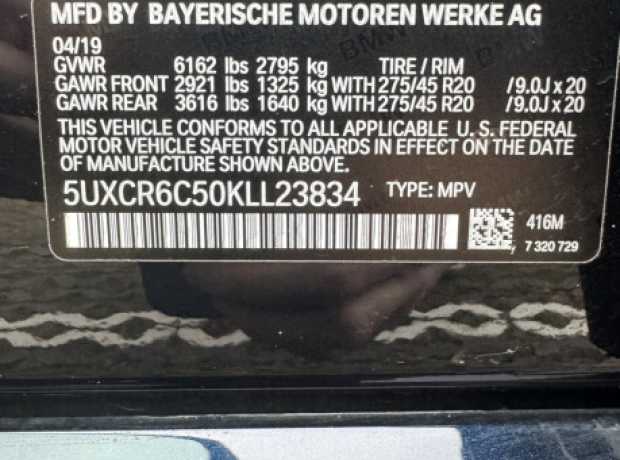 MFD BY BAYERISCHE MOTOREN WERKE AG
04/19
GVWR 6162 lbs 2795 kg TIRE / RIM
GAWR FRONT 2921 lbs 1325 kg WITH 275/45 R20 /9.0J x 20
GAWR REAR 3616 lbs 1640 kg WITH 275/45 R20 /9.0J x 20
THIS VEHICLE CONFORMS TO ALL APPLICABLE U. S. FEDERAL
MOTOR VEHICLE SAFETY STANDARDS IN EFFECT ON THE DATE
OF MANUFACTURE SHOWN ABOVE.
5UXCR6C50KLL23834 TYPE: MPV
416M
7 320 729